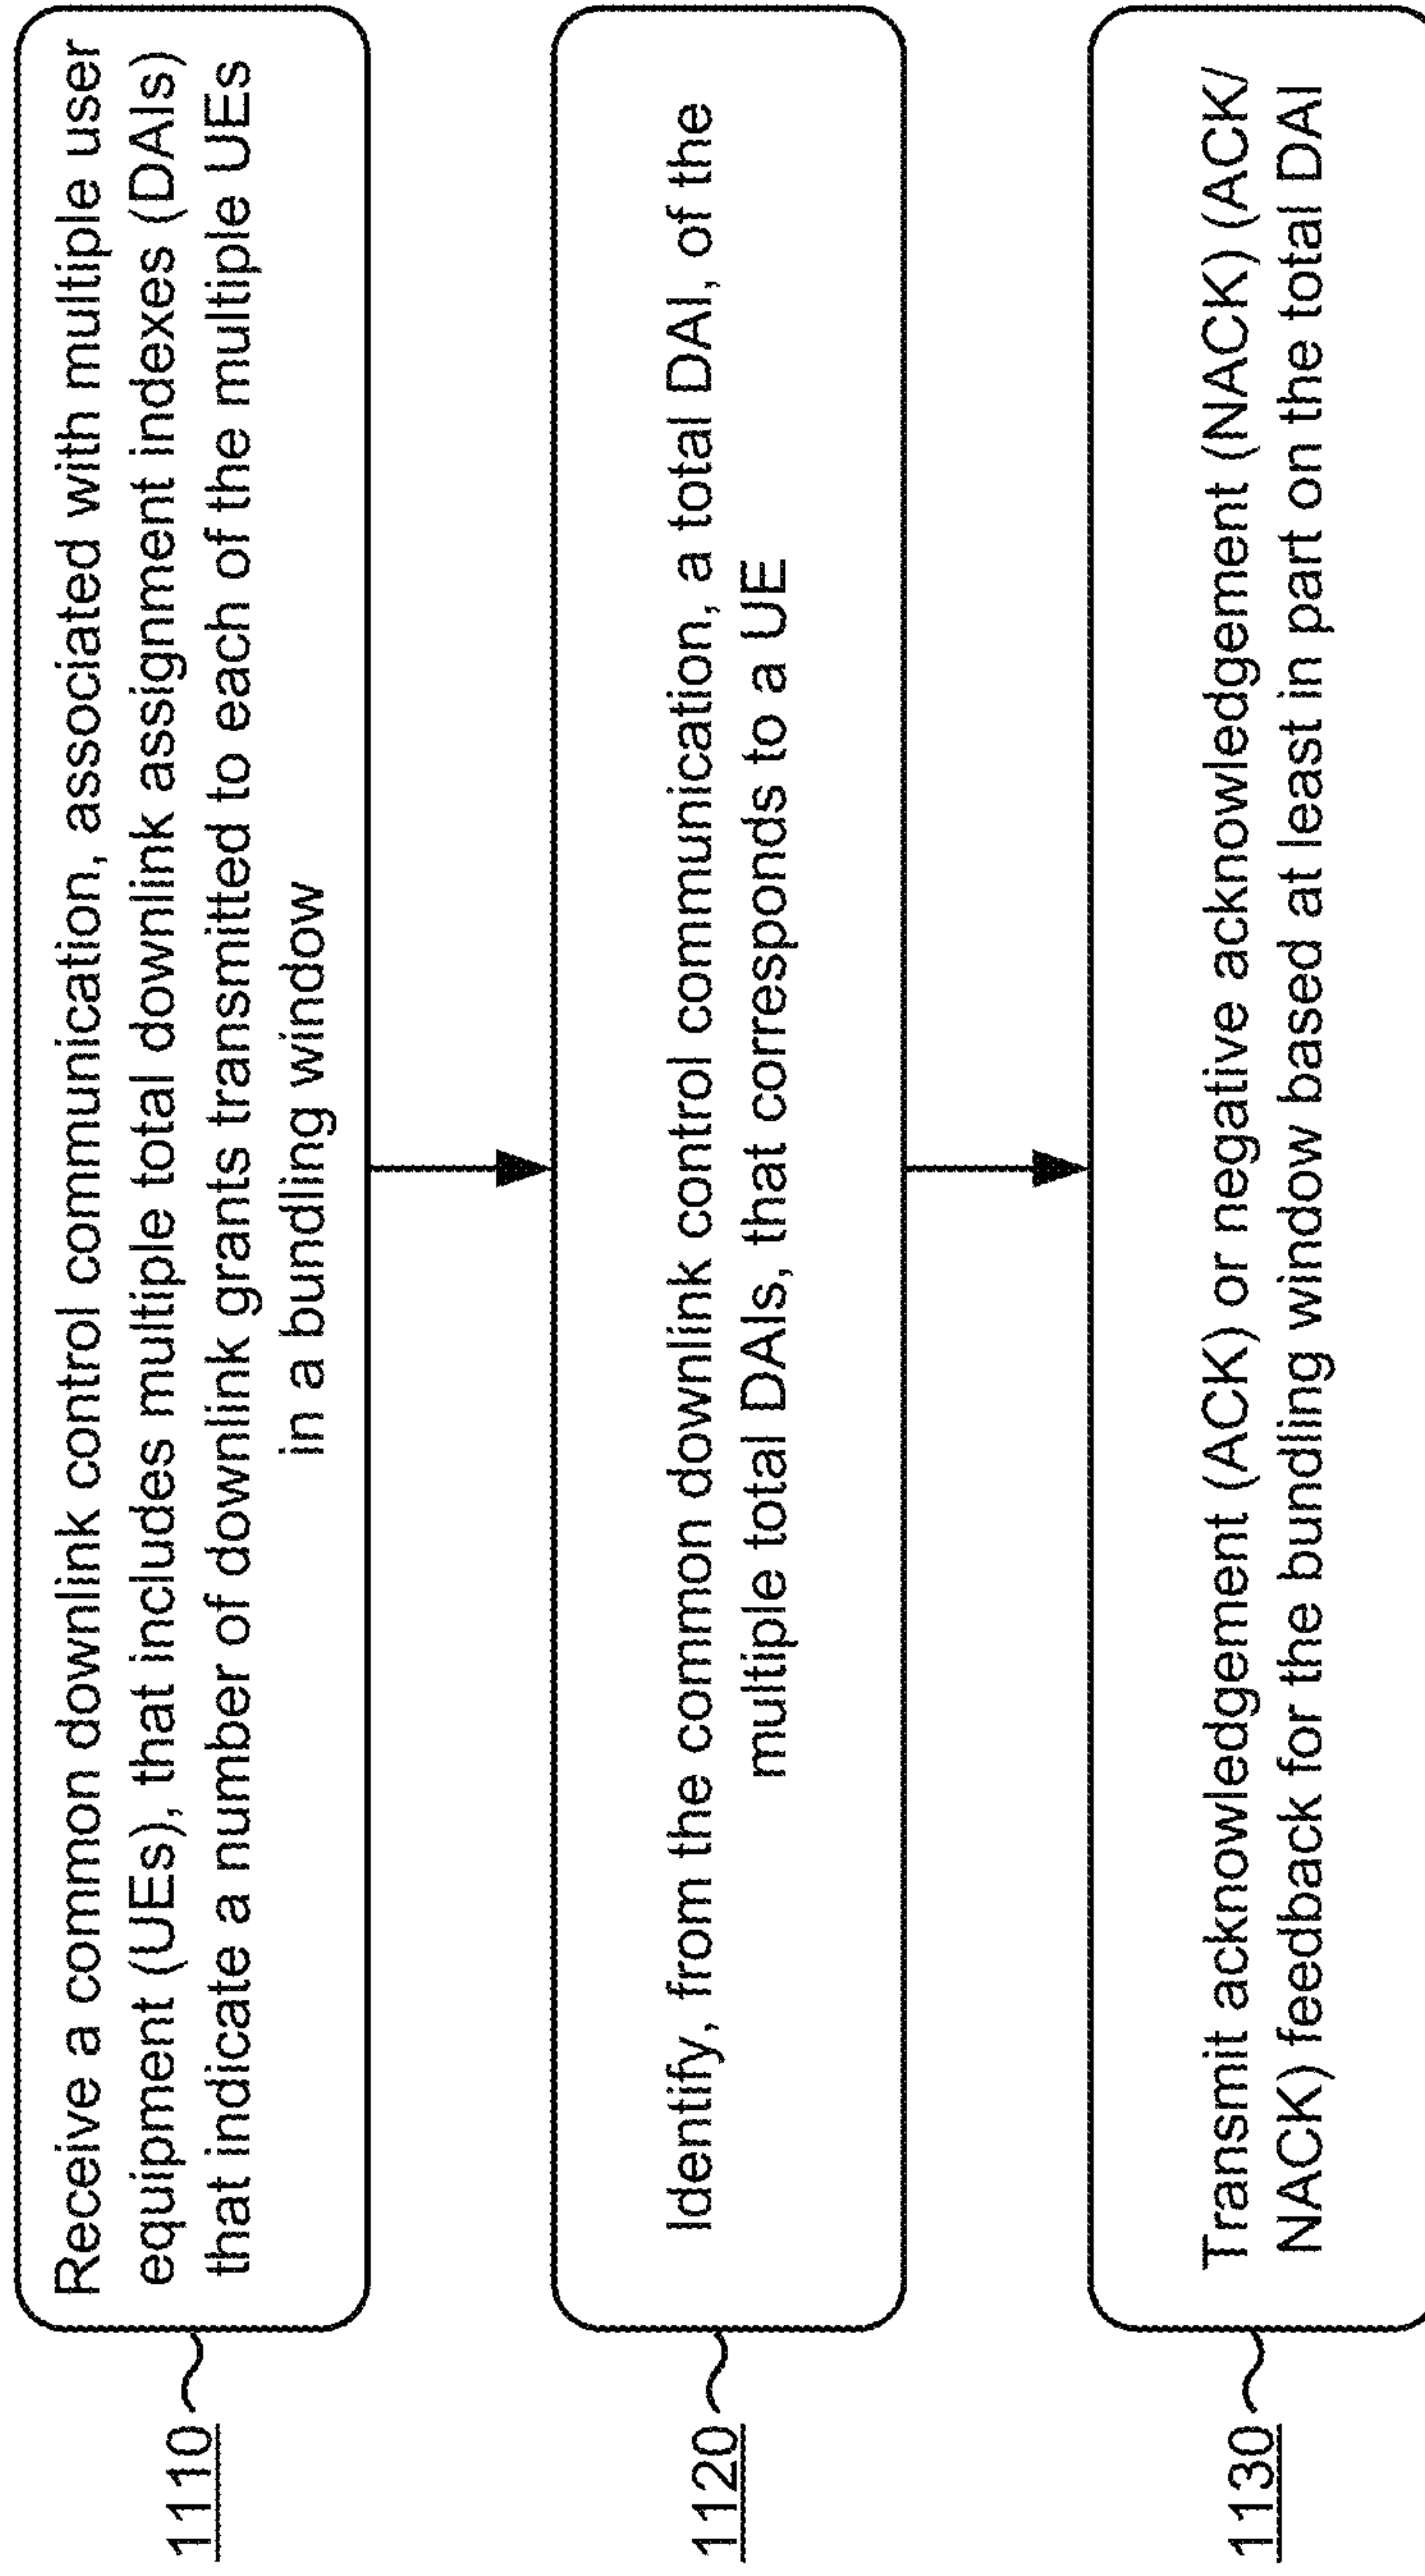 1110
Receive a common downlink control communication, associated with multiple user
equipment (UEs), that includes multiple total downlink assignment indexes (DAIs)
that indicate a number of downlink grants transmitted to each of the multiple UEs
in a bundling window
1120
Identify, from the common downlink control communication, a total DAI, of the
multiple total DAIs, that corresponds to a UE
1130
Transmit acknowledgement (ACK) or negative acknowledgement (NACK) (ACK/
NACK) feedback for the bundling window based at least in part on the total DAI